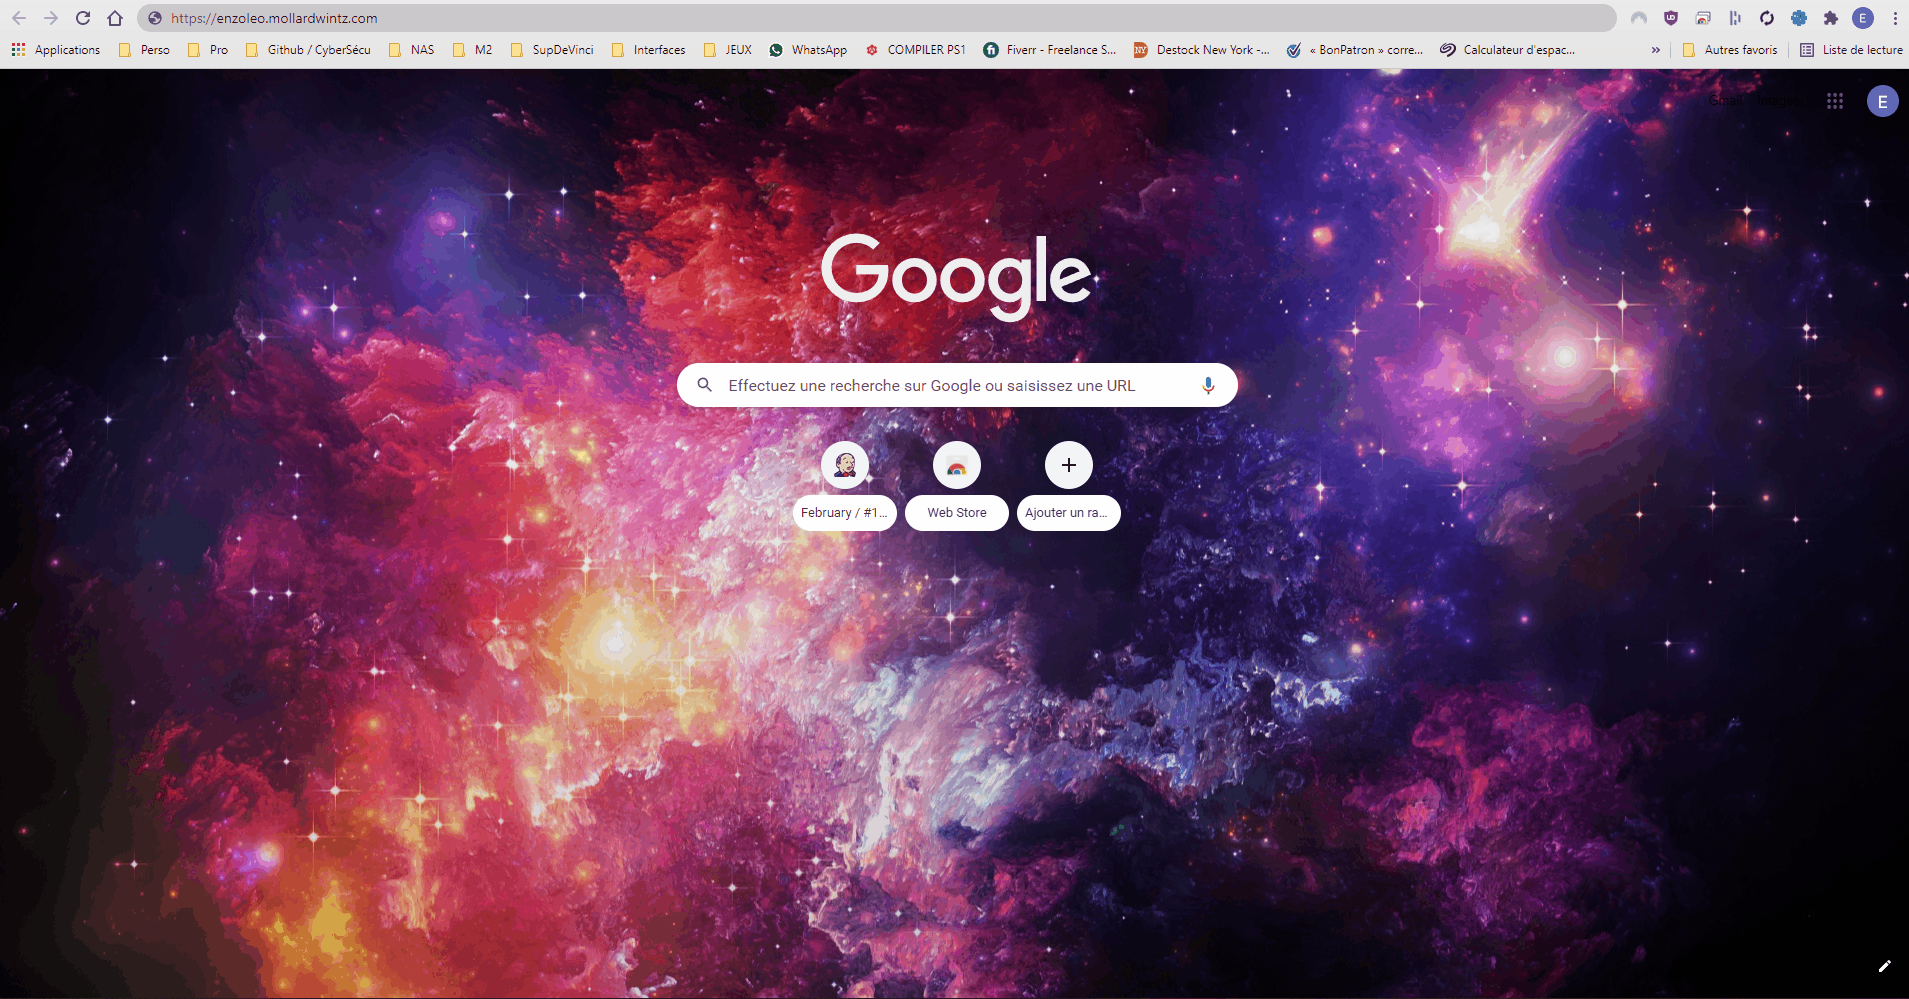 https://enzoleo.mollardwintz.com
E
Applications Perso Pro Github / CyberSécu NAS M2 SupDeVinci Interfaces JEUX WhatsApp COMPILER PS1 Fiverr - Freelance S... Destock New York -... « BonPatron » corre... Calculateur d'espac... » Autres favoris Liste de lecture
Gmail Images
E
Google
Effectuez une recherche sur Google ou saisissez une URL
February / #1... Web Store Ajouter un ra...